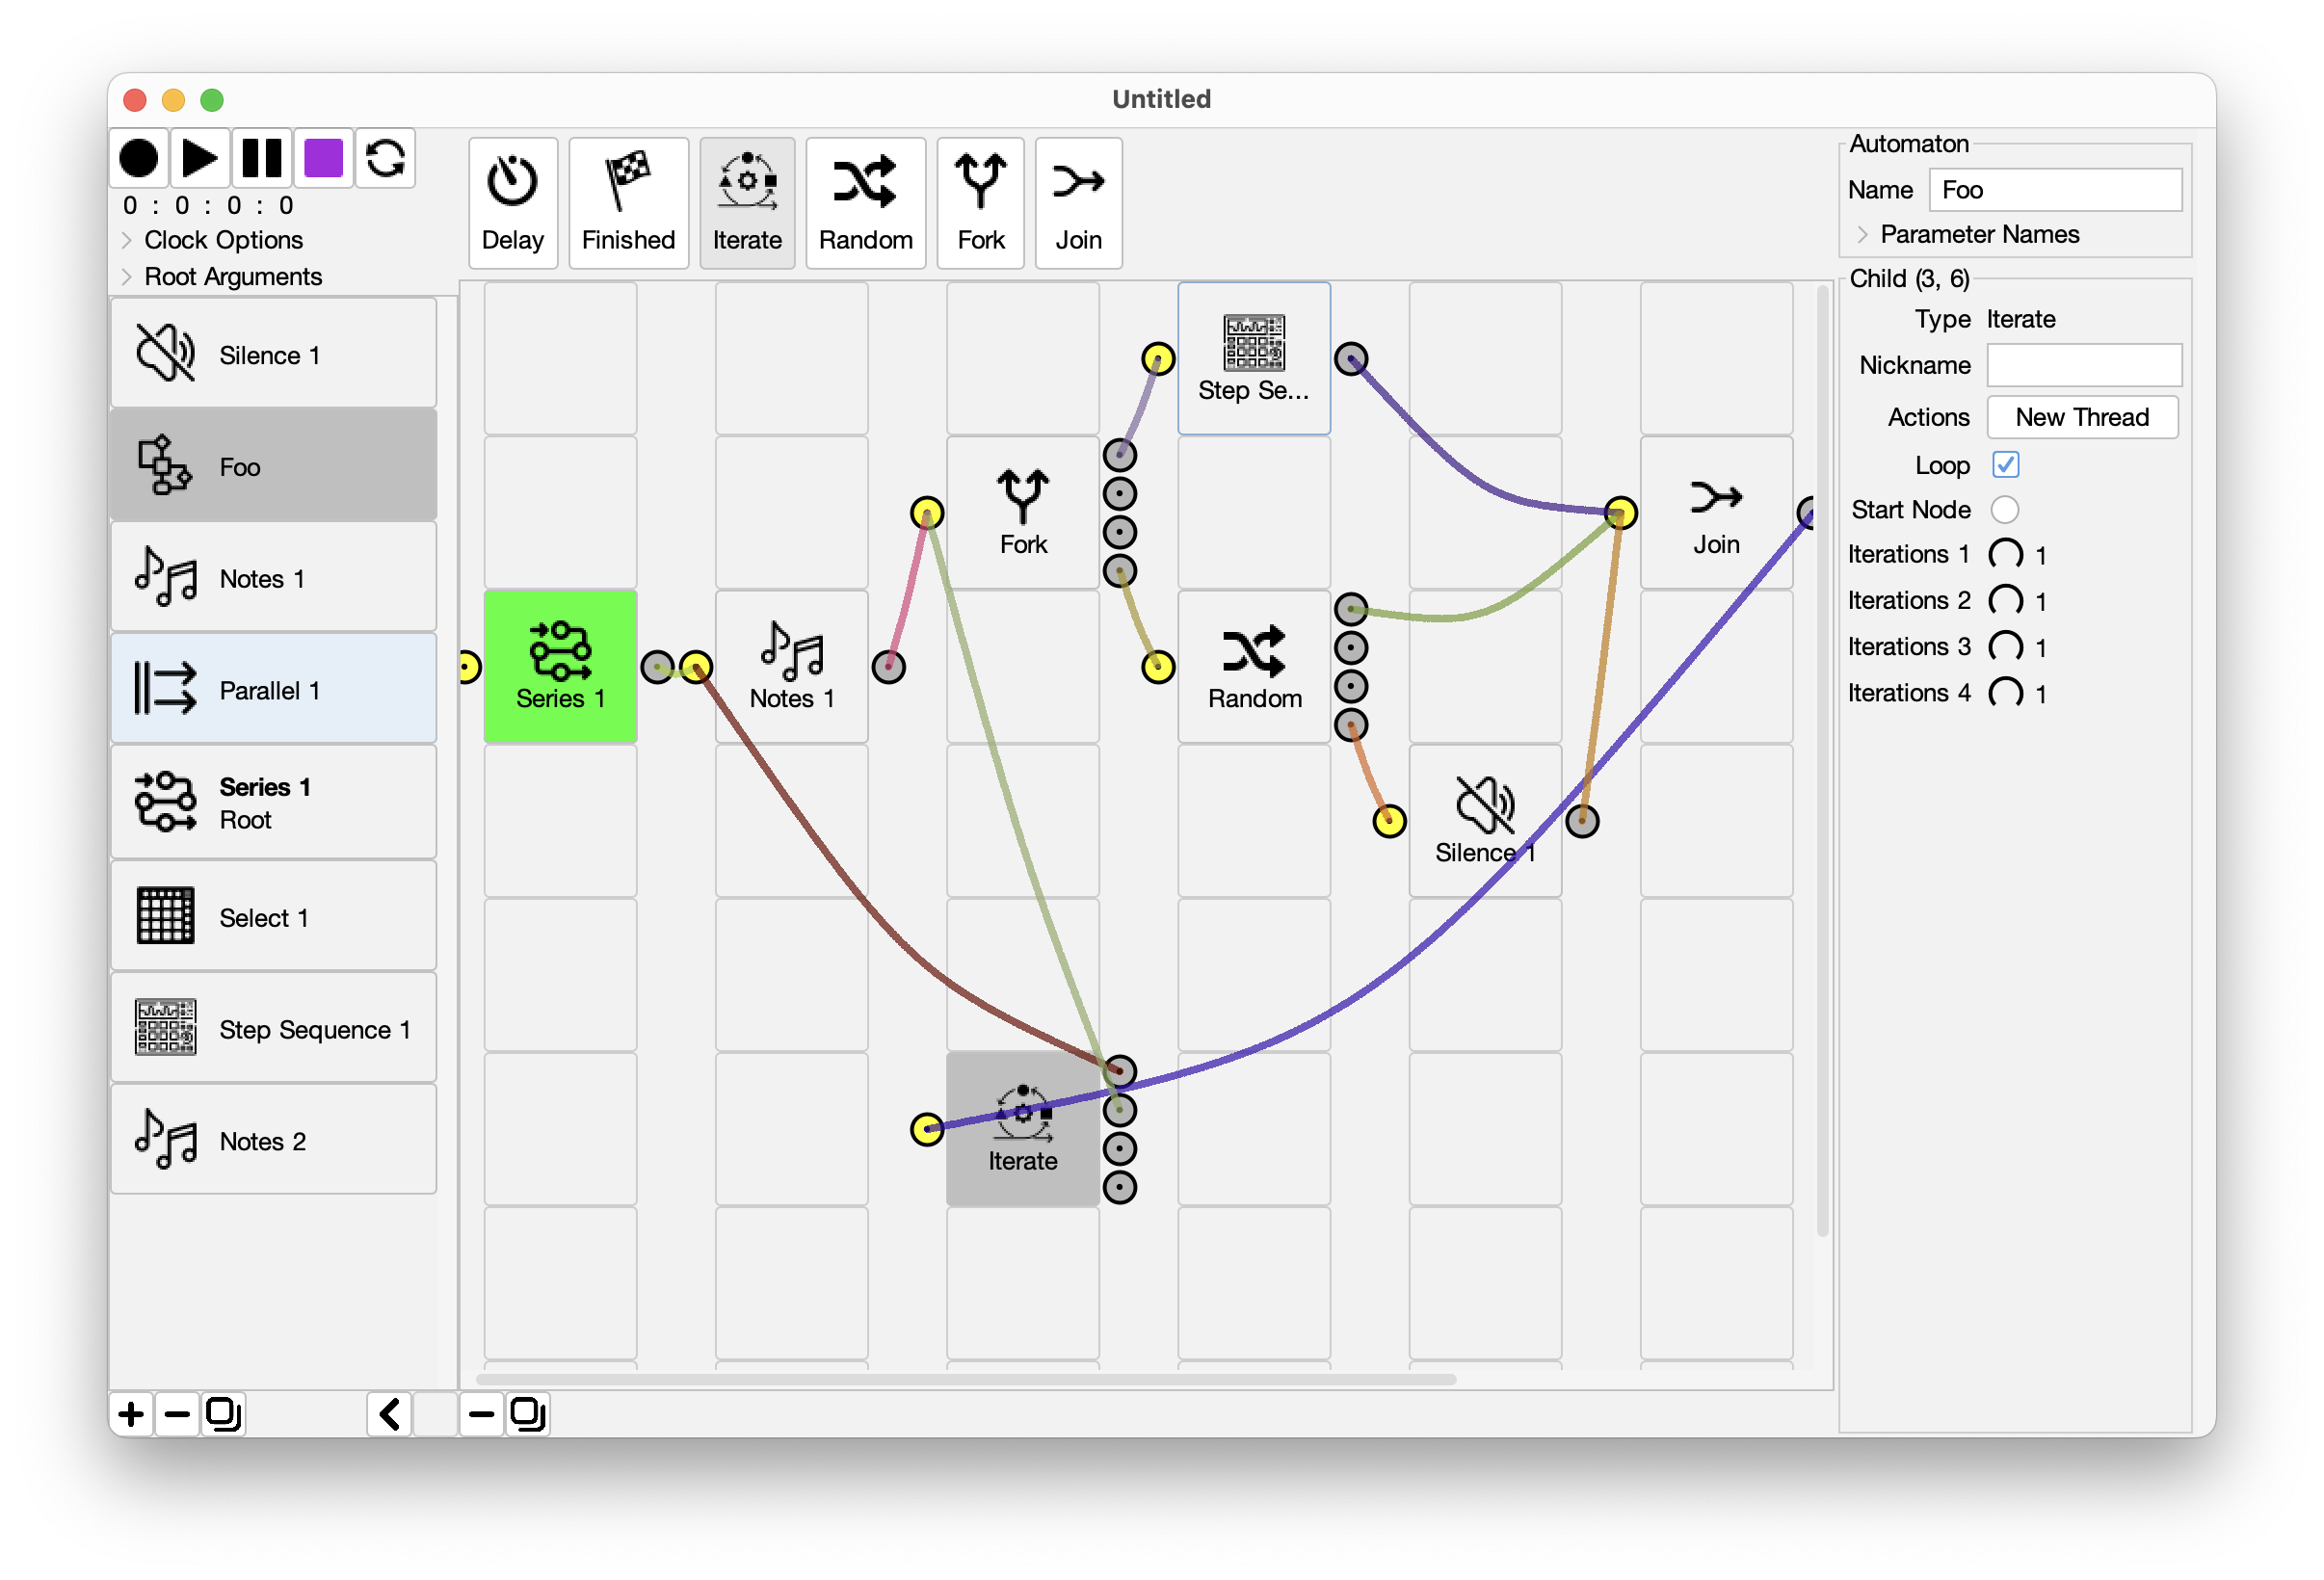 Untitled
0 : 0 : 0 : 0
Clock Options
Root Arguments
Silence 1
Foo
Notes 1
Parallel 1
Series 1
Root
Select 1
Step Sequence 1
Notes 2
Delay
Finished
Iterate
Random
Fork
Join
Step Se...
Fork
Join
Series 1
Notes 1
Random
Silence 1
Iterate
Automaton
Name Foo
Parameter Names
Child (3, 6)
Type Iterate
Nickname
Actions New Thread
Loop
Start Node
Iterations 1 1
Iterations 2 1
Iterations 3 1
Iterations 4 1